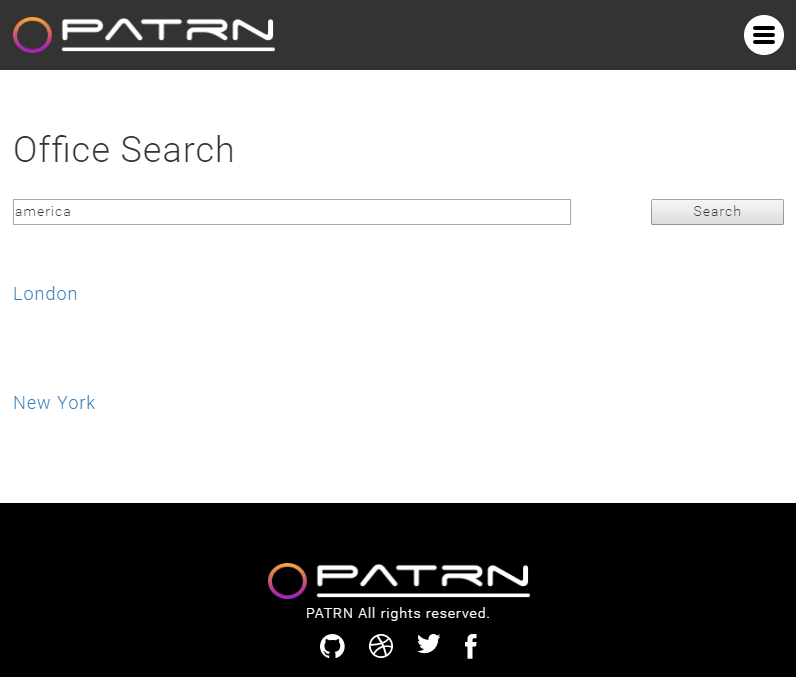 PATRN
Office Search
america
Search
London
New York
PATRN
PATRN All rights reserved.